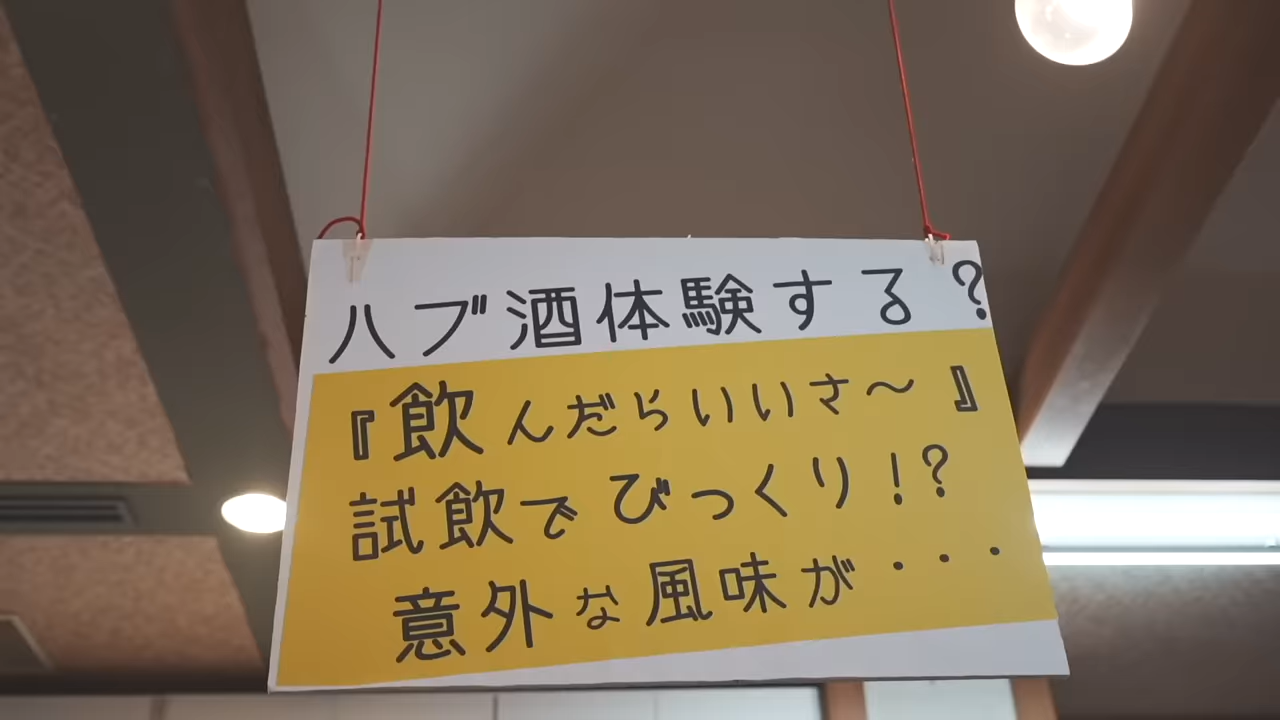 ハブ酒体験する？
『飲んだらいいさ〜』
試飲でびっくり！？
意外な風味が・・・